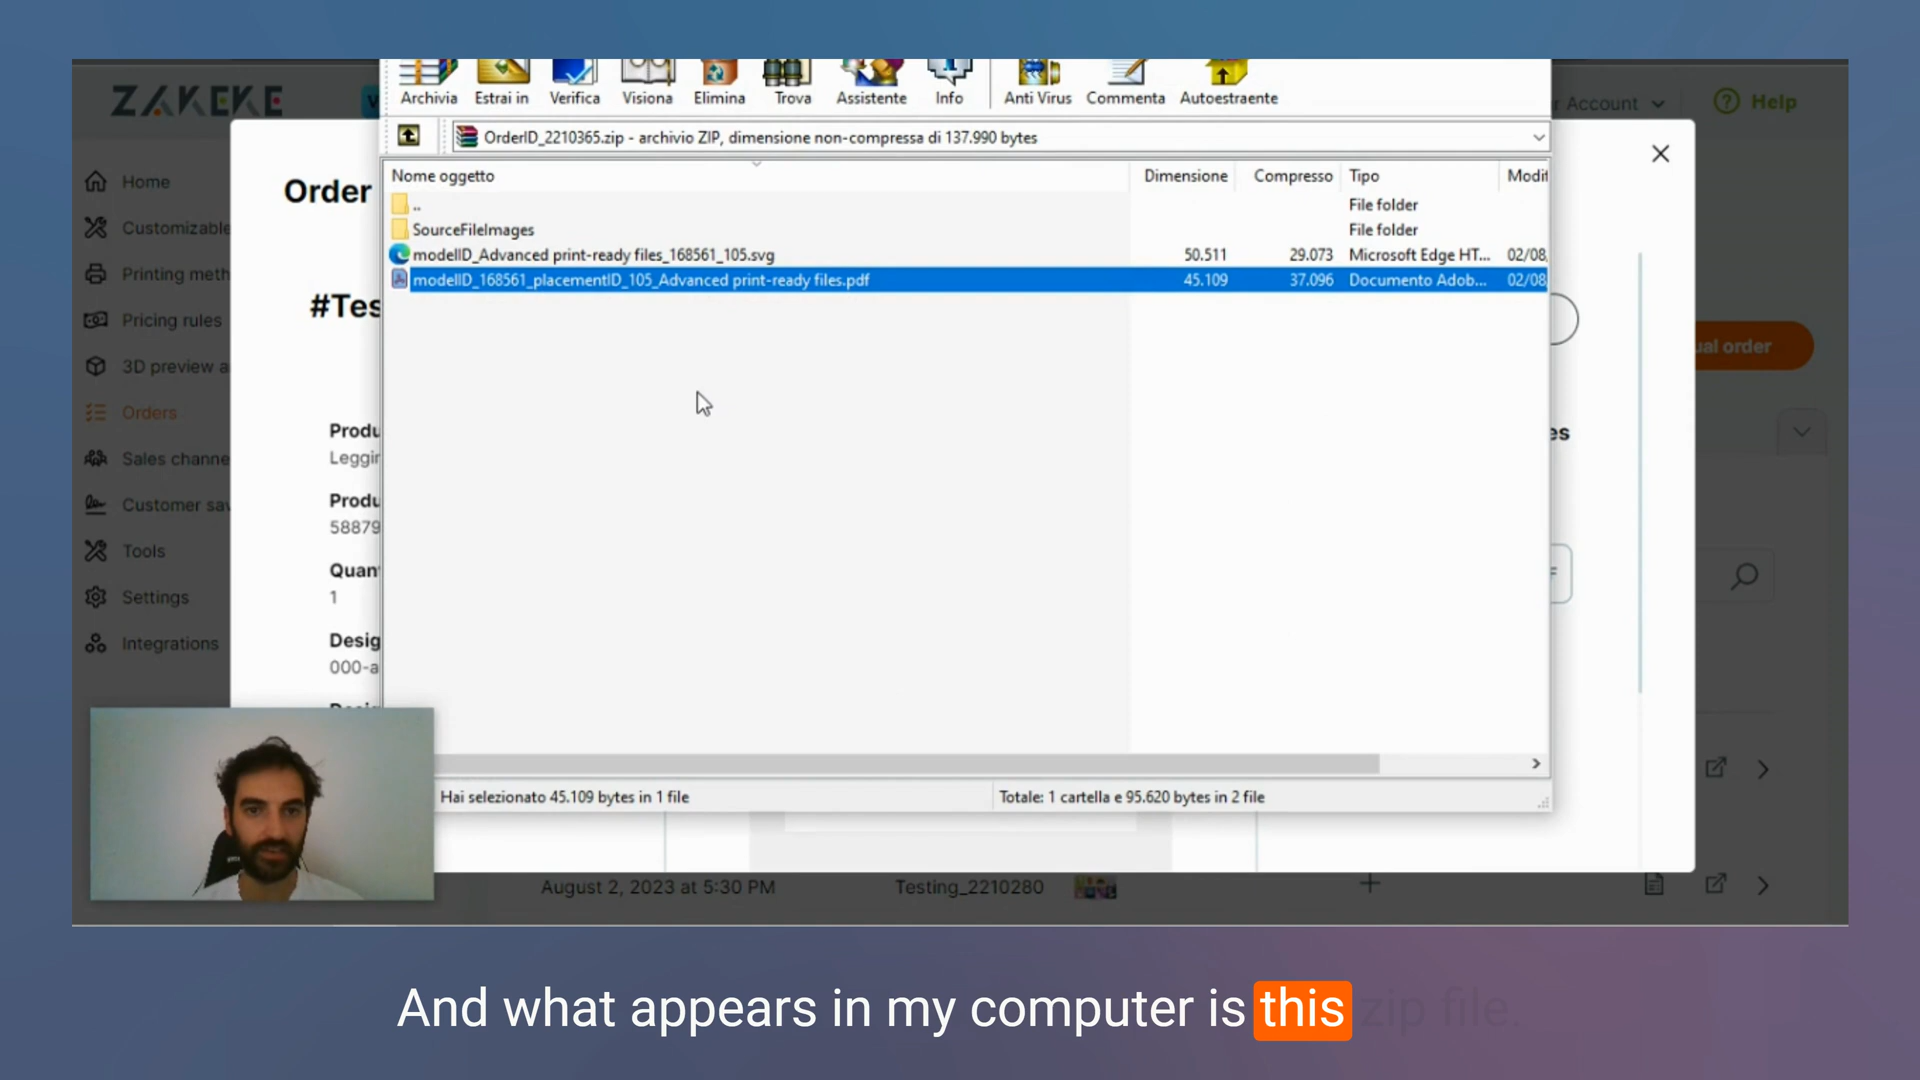 ZAKEKE
Archivia Estrai in Verifica Visiona Elimina Trova Assistente Info Anti Virus Commenta Autoestraente
Account
Help
OrderID_2210365.zip - archivio ZIP, dimensione non-compressa di 137.990 bytes
Nome oggetto Dimensione Compresso Tipo Modif
.. File folder
SourceFileImages File folder
modelID_Advanced print-ready files_168561_105.svg 50.511 29.073 Microsoft Edge HT... 02/08
modelID_168561_placementID_105_Advanced print-ready files.pdf 45.109 37.096 Documento Adob... 02/08
Home
Customizable
Printing meth
Pricing rules
3D preview a
Orders
Sales channe
Customer sav
Tools
Settings
Integrations
Order
#Tes
Produ
Leggin
Produ
58879
Quan
1
Desig
000-a
ual order
es
Hai selezionato 45.109 bytes in 1 file
Totale: 1 cartella e 95.620 bytes in 2 file
August 2, 2023 at 5:30 PM Testing_2210280
And what appears in my computer is this zip file.